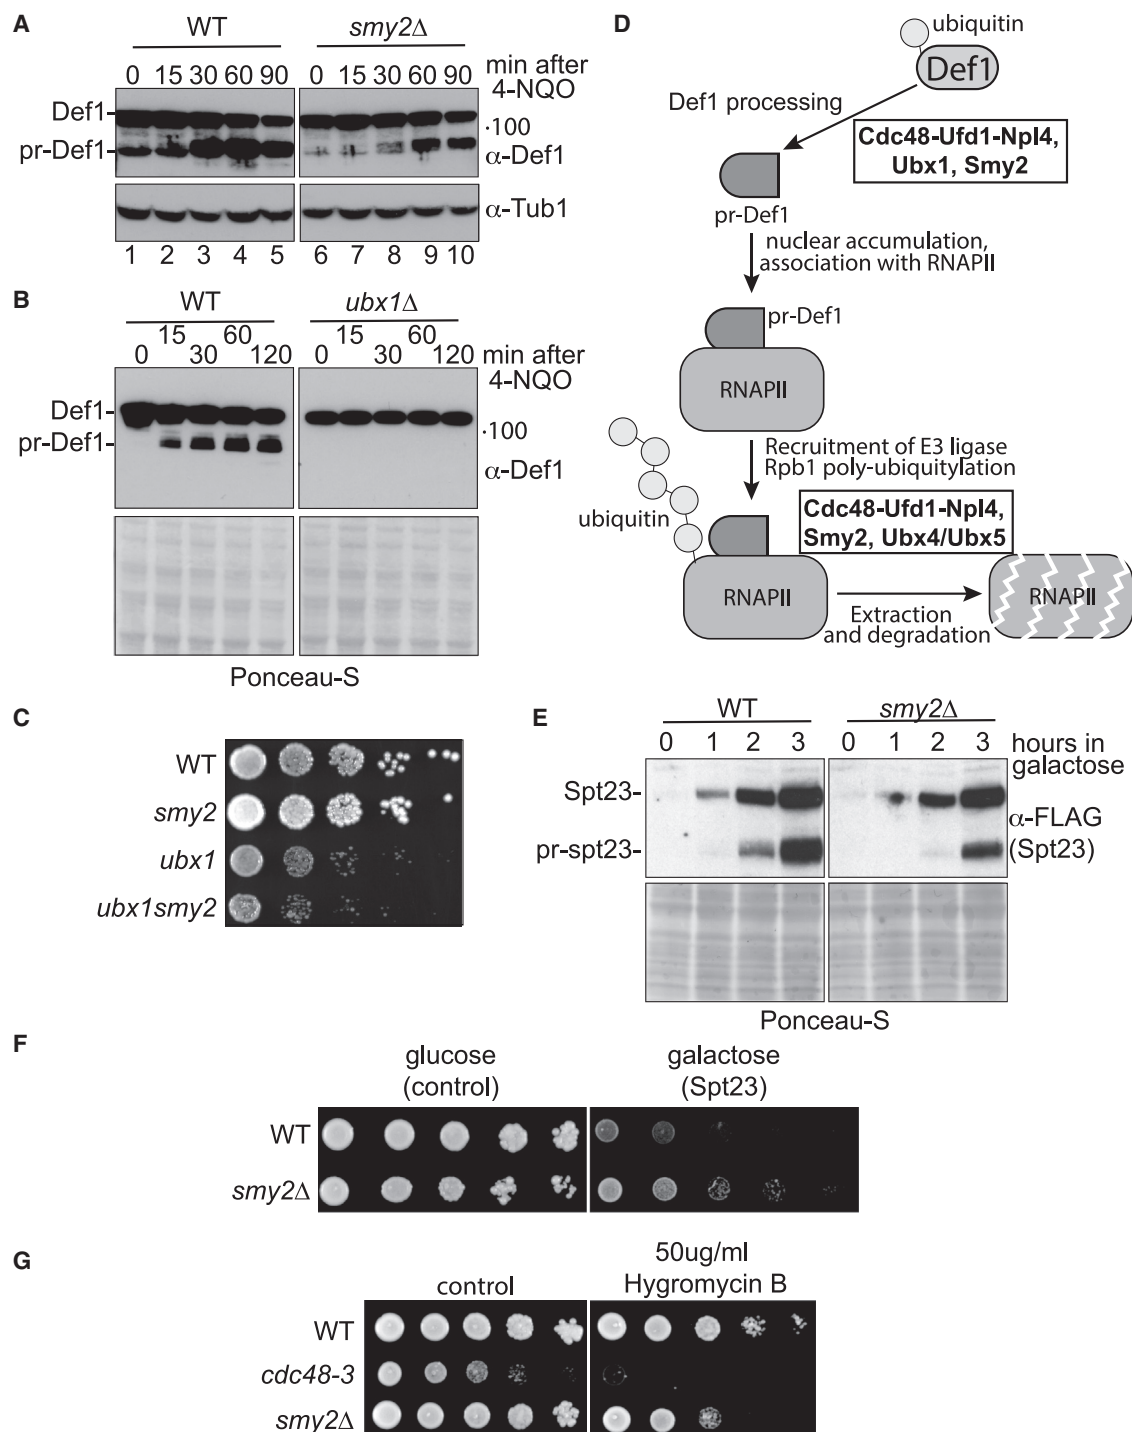 A
WT
smy2Δ
0 15 30 60 90
0 15 30 60 90
min after
4-NQO
Def1
·100
pr-Def1
α-Def1
α-Tub1
1 2 3 4 5
6 7 8 9 10
B
WT
ubx1Δ
15 60
0 30 120
15 60
0 30 120
min after
4-NQO
Def1-
pr-Def1-
·100
α-Def1
Ponceau-S
C
WT
smy2
ubx1
ubx1smy2
D
ubiquitin
Def1
Def1 processing
Cdc48-Ufd1-Npl4,
Ubx1, Smy2
pr-Def1
nuclear accumulation,
association with RNAPII
pr-Def1
RNAPII
Recruitment of E3 ligase
Rpb1 poly-ubiquitylation
ubiquitin
Cdc48-Ufd1-Npl4,
Smy2, Ubx4/Ubx5
RNAPII
RNAPII
Extraction
and degradation
E
WT
smy2Δ
0 1 2 3
0 1 2 3
hours in
galactose
Spt23-
pr-spt23-
α-FLAG
(Spt23)
Ponceau-S
F
glucose
(control)
galactose
(Spt23)
WT
smy2Δ
G
control
50ug/ml
Hygromycin B
WT
cdc48-3
smy2Δ